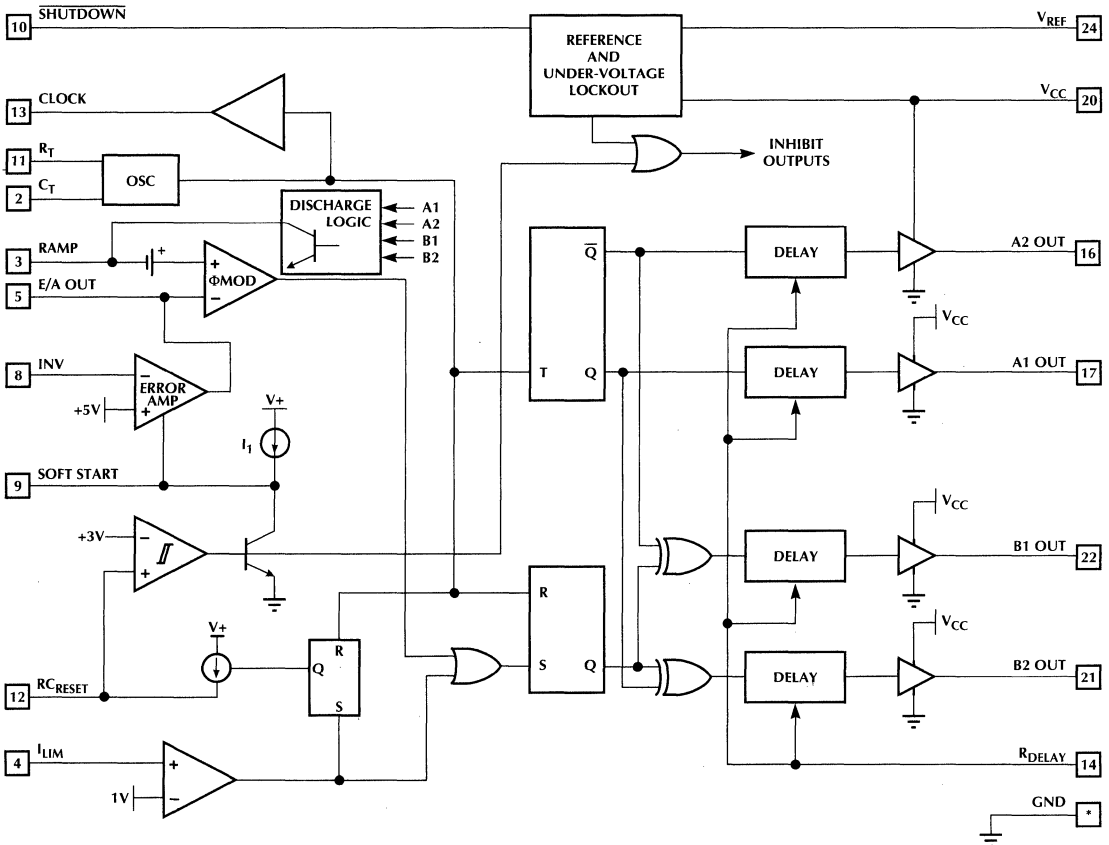 10 SHUTDOWN
REFERENCE
AND
UNDER-VOLTAGE
LOCKOUT
VREF 24
13 CLOCK
VCC 20
INHIBIT
OUTPUTS
11 RT
2 CT
OSC
DISCHARGE
LOGIC
A1
A2
B1
B2
3 RAMP
+
+
ΦMOD
−
5 E/A OUT
Q̅
DELAY
A2 OUT 16
VCC
8 INV
−
ERROR
AMP
+5V
+
T Q
DELAY
A1 OUT 17
V+
I1
9 SOFT START
+3V
−
+
VCC
DELAY
B1 OUT 22
R
S Q
VCC
V+
R
Q
S
DELAY
B2 OUT 21
12 RCRESET
4 ILIM
+
1V
−
RDELAY 14
GND *